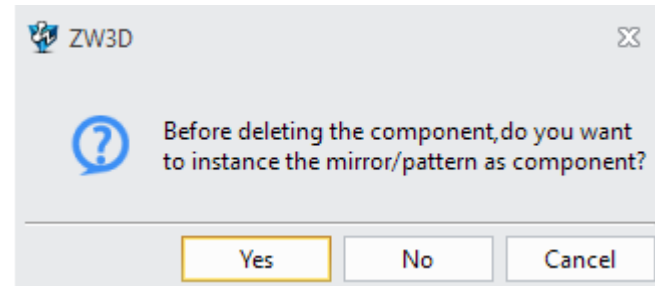 ZW3D
Before deleting the component,do you want
to instance the mirror/pattern as component?
Yes
No
Cancel